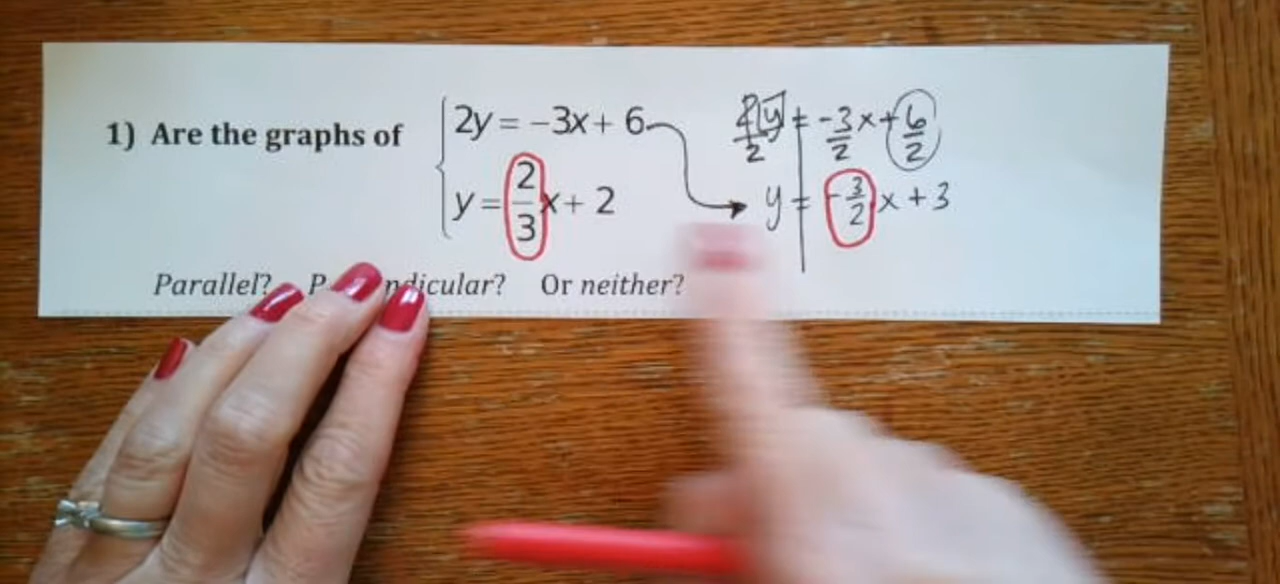 1) Are the graphs of
2y = −3x + 6
y = 2/3 x + 2
2y/2 = -3/2 x + 6/2
y = -3/2 x + 3
Parallel? Or neither?